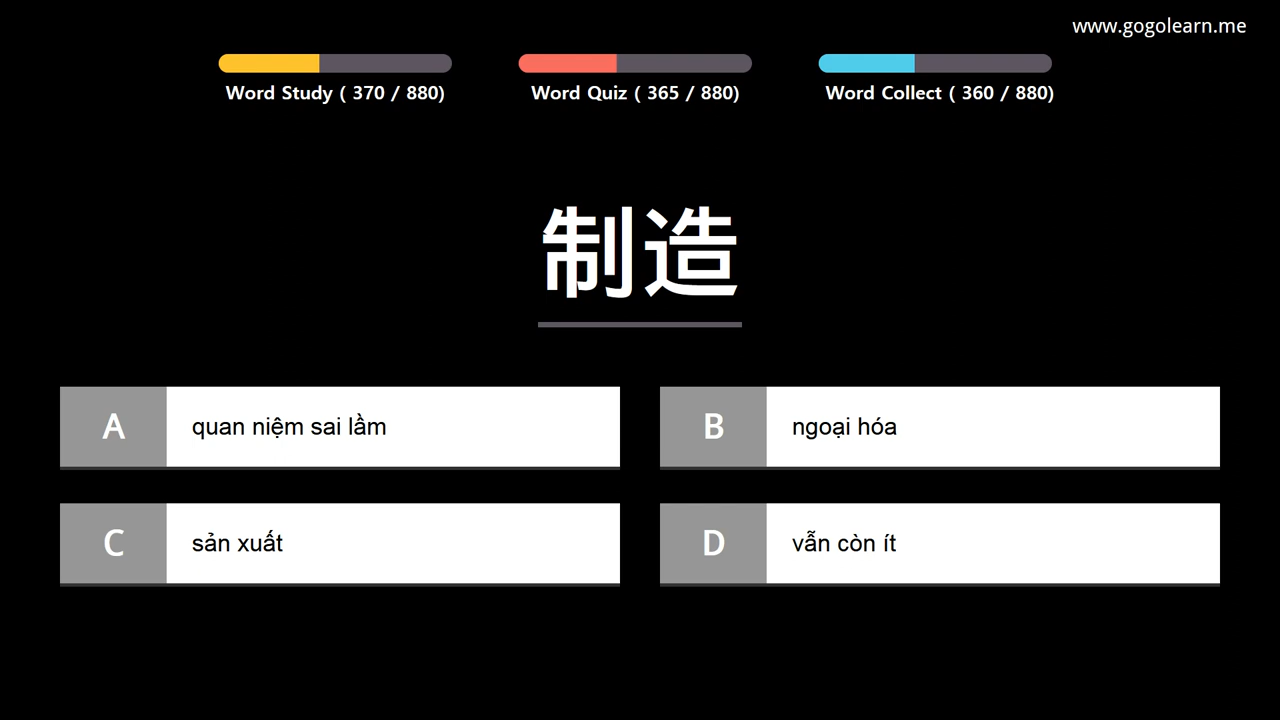 www.gogolearn.me
Word Study ( 370 / 880)
Word Quiz ( 365 / 880)
Word Collect ( 360 / 880)
制造
A
quan niệm sai lầm
B
ngoại hóa
C
sản xuất
D
vẫn còn ít